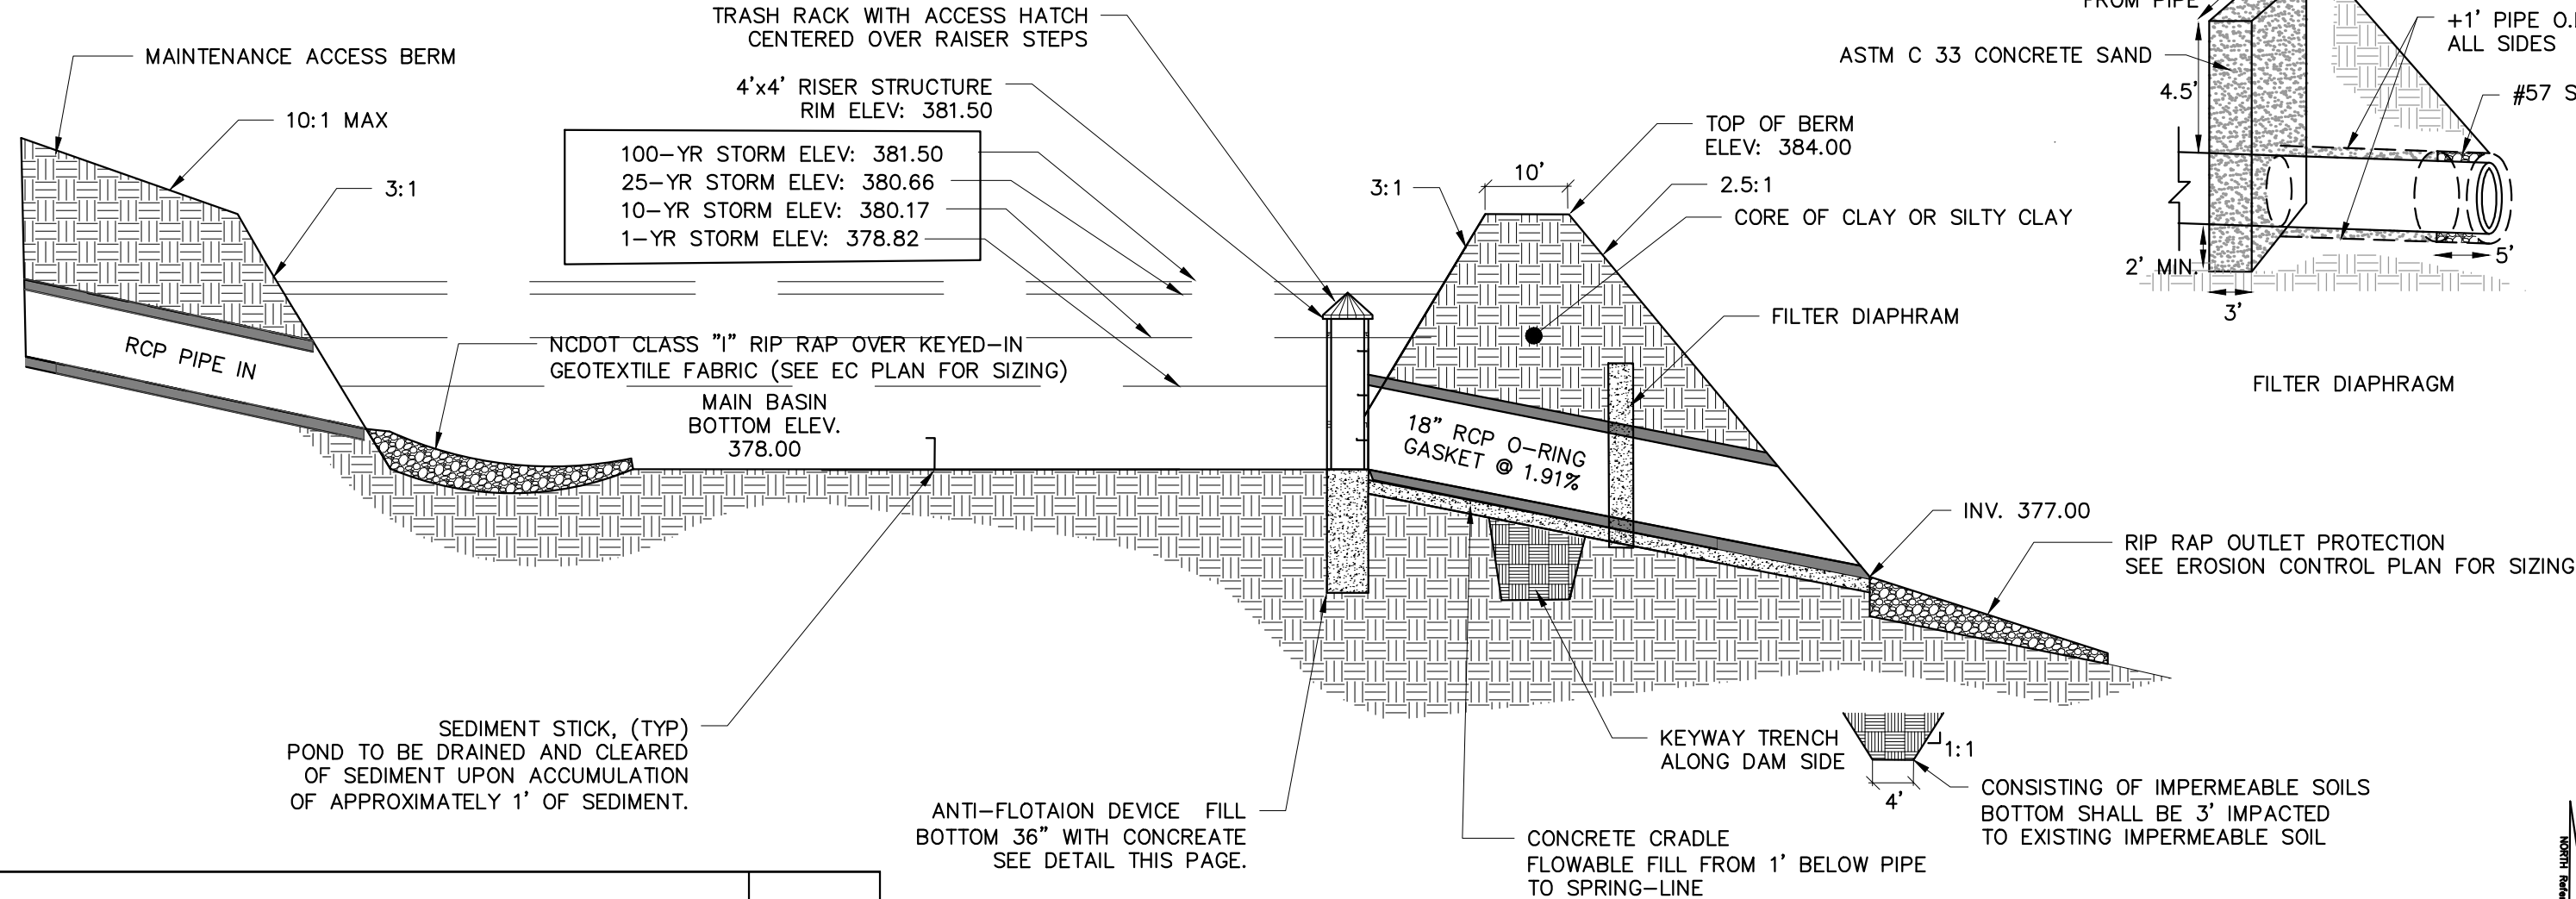 TRASH RACK WITH ACCESS HATCH
CENTERED OVER RAISER STEPS
MAINTENANCE ACCESS BERM
10:1 MAX
3:1
4'x4' RISER STRUCTURE
RIM ELEV: 381.50
100-YR STORM ELEV: 381.50
25-YR STORM ELEV: 380.66
10-YR STORM ELEV: 380.17
1-YR STORM ELEV: 378.82
RCP PIPE IN
NCDOT CLASS "I" RIP RAP OVER KEYED-IN
GEOTEXTILE FABRIC (SEE EC PLAN FOR SIZING)
MAIN BASIN
BOTTOM ELEV.
378.00
3:1
10'
TOP OF BERM
ELEV: 384.00
2.5:1
CORE OF CLAY OR SILTY CLAY
FILTER DIAPHRAM
18" RCP O-RING
GASKET @ 1.91%
INV. 377.00
RIP RAP OUTLET PROTECTION
SEE EROSION CONTROL PLAN FOR SIZING
SEDIMENT STICK, (TYP)
POND TO BE DRAINED AND CLEARED
OF SEDIMENT UPON ACCUMULATION
OF APPROXIMATELY 1' OF SEDIMENT.
ANTI-FLOTAION DEVICE FILL
BOTTOM 36" WITH CONCREATE
SEE DETAIL THIS PAGE.
CONCRETE CRADLE
FLOWABLE FILL FROM 1' BELOW PIPE
TO SPRING-LINE
KEYWAY TRENCH
ALONG DAM SIDE
1:1
4'
CONSISTING OF IMPERMEABLE SOILS
BOTTOM SHALL BE 3' IMPACTED
TO EXISTING IMPERMEABLE SOIL
FROM PIPE
ASTM C 33 CONCRETE SAND
4.5'
+1' PIPE O.
ALL SIDES
#57 S
2' MIN.
3'
5'
FILTER DIAPHRAGM
NORTH